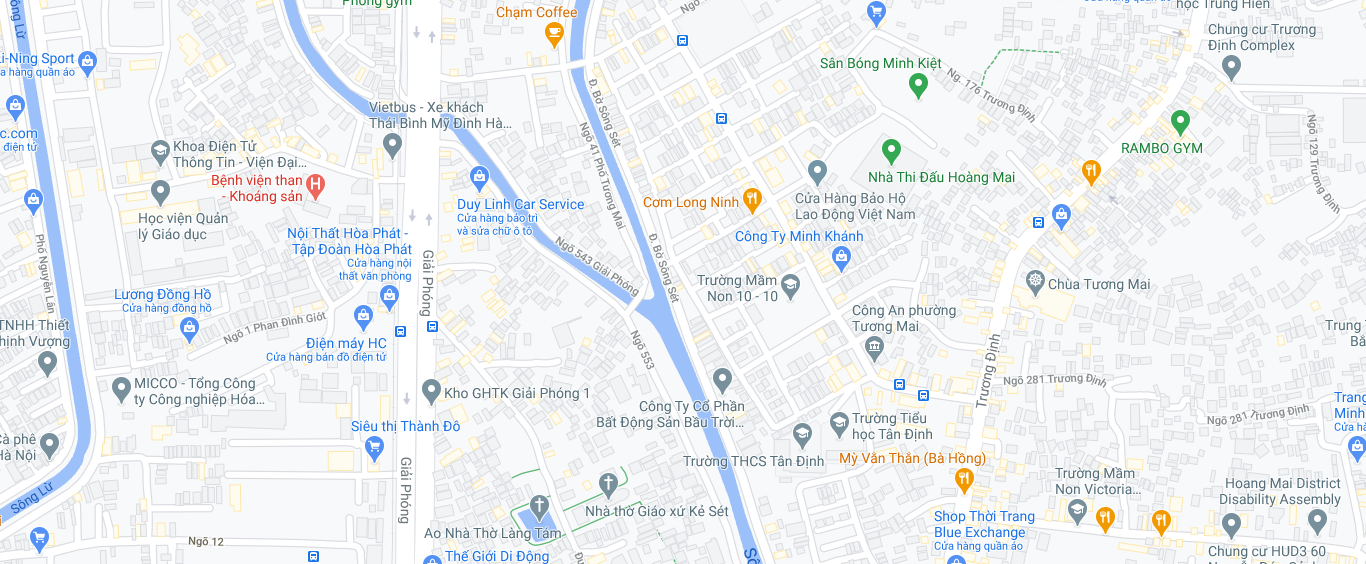 Phòng gym
Chạm Coffee
học Trung Hiền
Chung cư Trương
Định Complex
Sông Lừ
Li-Ning Sport
Cửa hàng quần áo
Sân Bóng Minh Kiệt
Ng. 176 Trương Định
Đ. Bờ Sông Sét
Ngõ 41 Phố Tương Mai
Vietbus - Xe khách
Thái Bình Mỹ Đình Hà...
c.com
điện tử
Khoa Điện Tử
Thông Tin - Viện Đại...
RAMBO GYM
Ngõ 129 Trương Định
Bệnh viện than
- Khoáng sản
Nhà Thi Đấu Hoàng Mai
Học viện Quản
lý Giáo dục
Duy Linh Car Service
Cửa hàng bảo trì
và sửa chữ ô tô
Cơm Long Ninh
Cửa Hàng Bảo Hộ
Lao Động Việt Nam
Công Ty Minh Khánh
Nội Thất Hòa Phát -
Tập Đoàn Hòa Phát
Cửa hàng nội
thất văn phòng
Phố Nguyễn Lân
Giải Phóng
Ngõ 543 Giải Phóng
Đ. Bờ Sông Sét
Trường Mầm
Non 10 - 10
Chùa Tương Mai
Lương Đồng Hồ
Cửa hàng đồng hồ
Ngõ 1 Phan Đình Giót
Công An phường
Tương Mai
TNHH Thiết
hịnh Vượng
Điện máy HC
Cửa hàng bán đồ điện tử
Ngõ 553
Trương Định
Trung
Bắ
MICCO - Tổng Công
ty Công nghiệp Hóa...
Kho GHTK Giải Phóng 1
Ngõ 281 Trương Định
Ngõ 281 Trương Định
Công Ty Cổ Phần
Bất Động Sản Bầu Trời...
Trường Tiểu
học Tân Định
Trang
Minh
Cửa hà
Siêu thị Thành Đô
Cà phê
Hà Nội
Trường THCS Tân Định
Mỳ Vằn Thắn (Bà Hồng)
Giải Phóng
Trường Mầm
Non Victoria...
Hoang Mai District
Disability Assembly
Sông Lừ
Nhà thờ Giáo xứ Kẻ Sét
Ao Nhà Thờ Làng Tám
Shop Thời Trang
Blue Exchange
Cửa hàng quần áo
Ngõ 12
Thế Giới Di Động
Chung cư HUD3 60